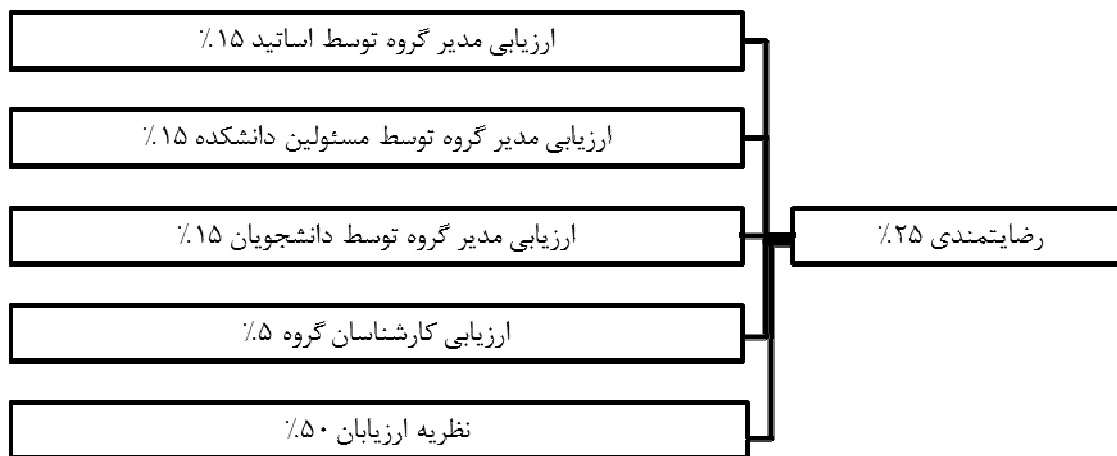 رضایتمندی ۲۵٪
ارزیابی مدیر گروه توسط اساتید ۱۵٪
ارزیابی مدیر گروه توسط مسئولین دانشکده ۱۵٪
ارزیابی مدیر گروه توسط دانشجویان ۱۵٪
ارزیابی کارشناسان گروه ۵٪
نظریه ارزیابان ۵۰٪